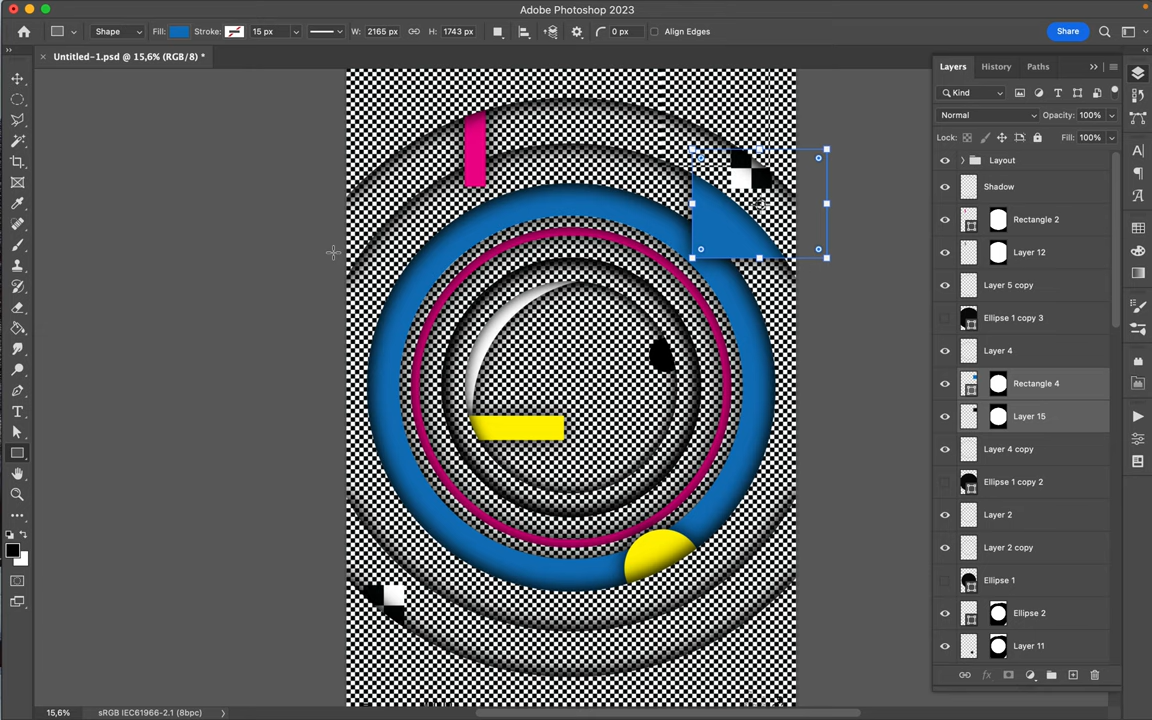 Adobe Photoshop 2023
Shape
Fill:
Stroke:
15 px
W: 2165 px
H: 1743 px
0 px
Align Edges
Share
Untitled-1.psd @ 15,6% (RGB/8) *
Layers
History
Paths
Kind
Normal
Opacity: 100%
Lock:
Fill: 100%
Layout
Shadow
Rectangle 2
Layer 12
Layer 5 copy
Ellipse 1 copy 3
Layer 4
Rectangle 4
Layer 15
Layer 4 copy
Ellipse 1 copy 2
Layer 2
Layer 2 copy
Ellipse 1
Ellipse 2
Layer 11
15,6%
sRGB IEC61966-2.1 (8bpc)